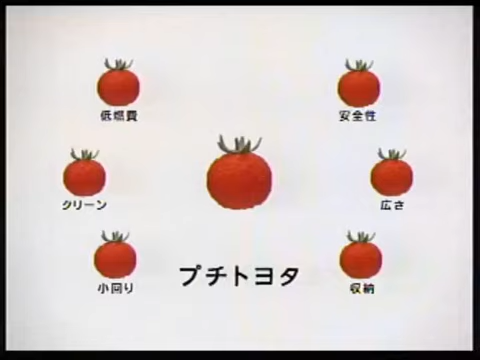 低燃費
安全性
クリーン
広さ
小回り
収納
プチトヨタ